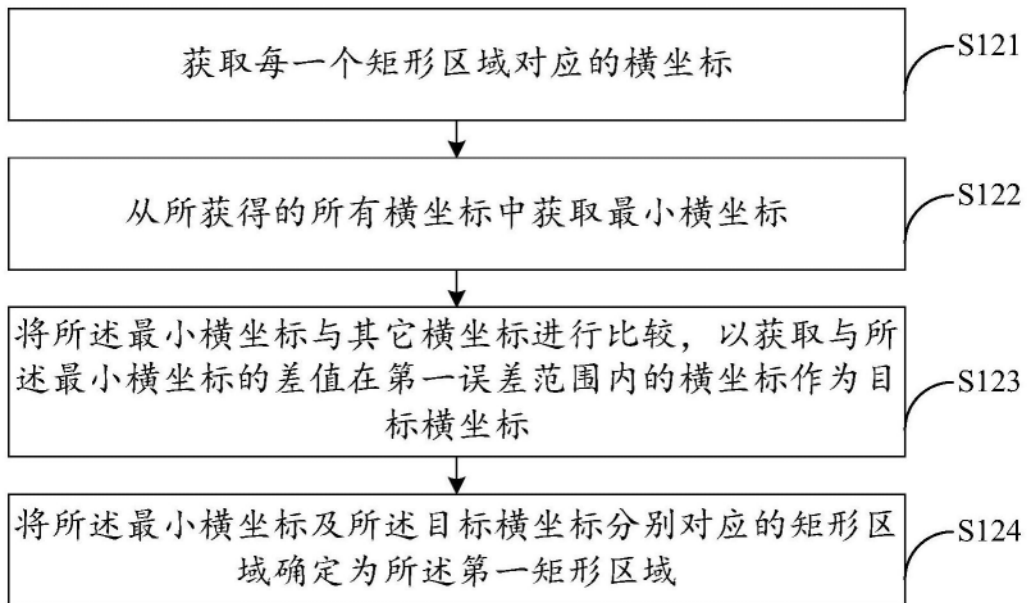 获取每一个矩形区域对应的横坐标
S121
从所获得的所有横坐标中获取最小横坐标
S122
将所述最小横坐标与其它横坐标进行比较，以获取与所
述最小横坐标的差值在第一误差范围内的横坐标作为目
标横坐标
S123
将所述最小横坐标及所述目标横坐标分别对应的矩形区
域确定为所述第一矩形区域
S124